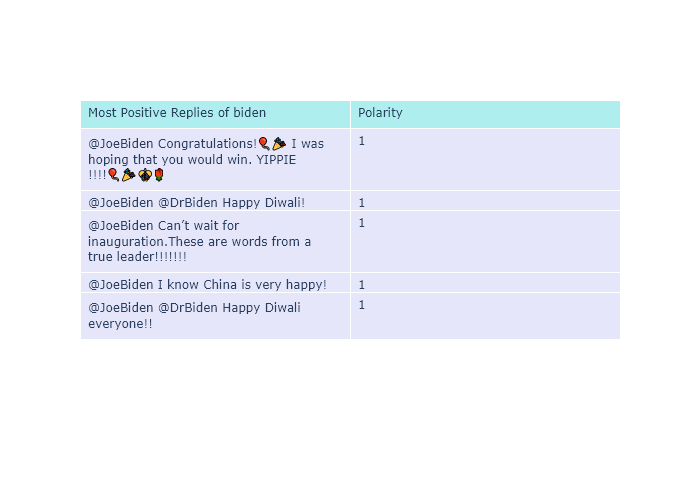 Most Positive Replies of biden Polarity
@JoeBiden Congratulations!🎈🎉 I was 1
hoping that you would win. YIPPIE
!!!!🎈🎉👑🌹
@JoeBiden @DrBiden Happy Diwali! 1
@JoeBiden Can’t wait for 1
inauguration.These are words from a
true leader!!!!!!!
@JoeBiden I know China is very happy! 1
@JoeBiden @DrBiden Happy Diwali 1
everyone!!